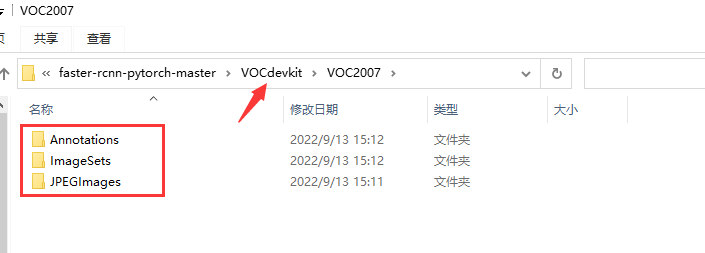 VOC2007
共享 查看
« faster-rcnn-pytorch-master > VOCdevkit > VOC2007 >
名称 修改日期 类型 大小
Annotations 2022/9/13 15:12 文件夹
ImageSets 2022/9/13 15:12 文件夹
JPEGImages 2022/9/13 15:11 文件夹